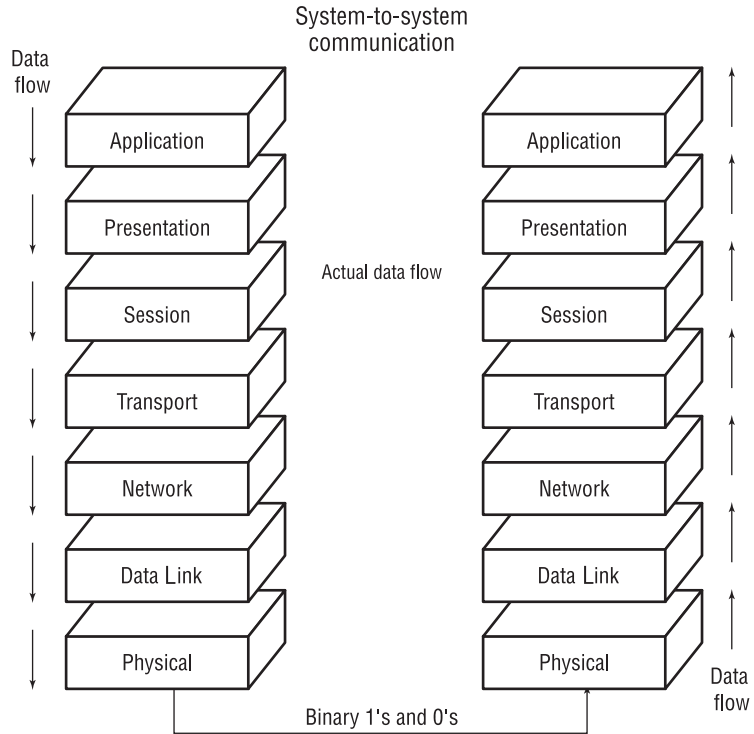 System-to-system
communication
Data
flow
Application
Application
Presentation
Presentation
Actual data flow
Session
Session
Transport
Transport
Network
Network
Data Link
Data Link
Physical
Physical
Data
flow
Binary 1's and 0's